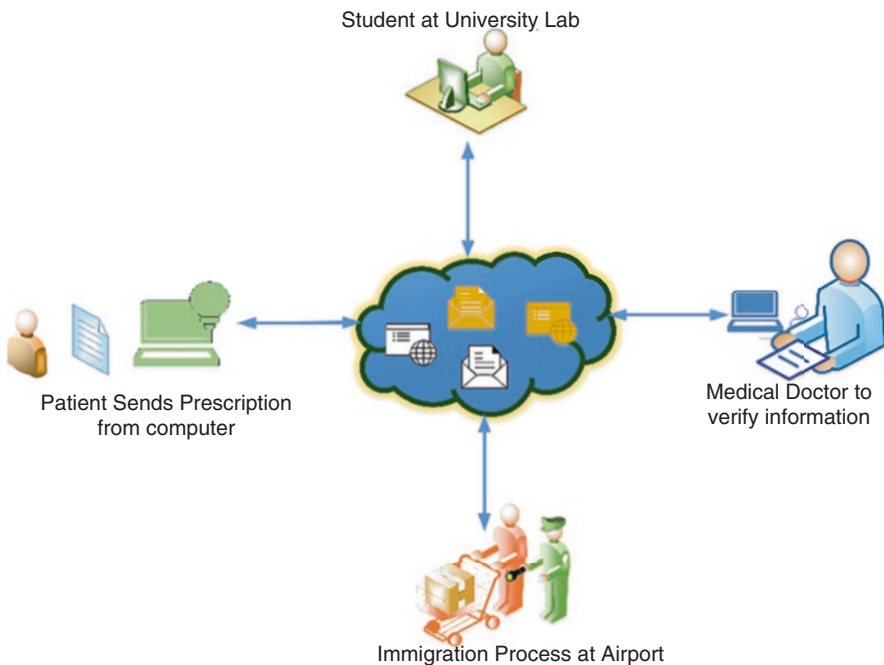 Student at University Lab
Patient Sends Prescription
from computer
Medical Doctor to
verify information
Immigration Process at Airport